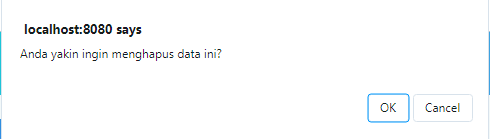 localhost:8080 says
Anda yakin ingin menghapus data ini?
OK Cancel